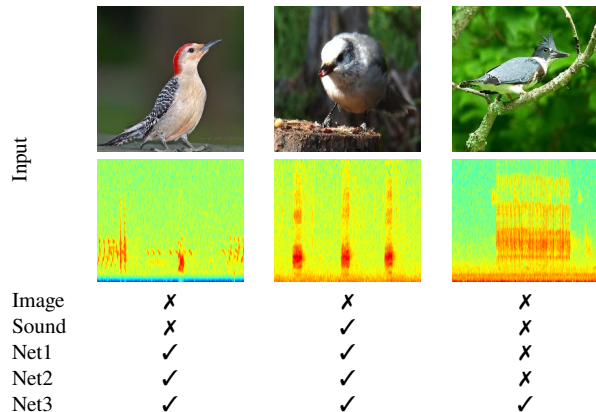 Input
Image ✗ ✗ ✗
Sound ✗ ✓ ✗
Net1 ✓ ✓ ✗
Net2 ✓ ✓ ✗
Net3 ✓ ✓ ✓